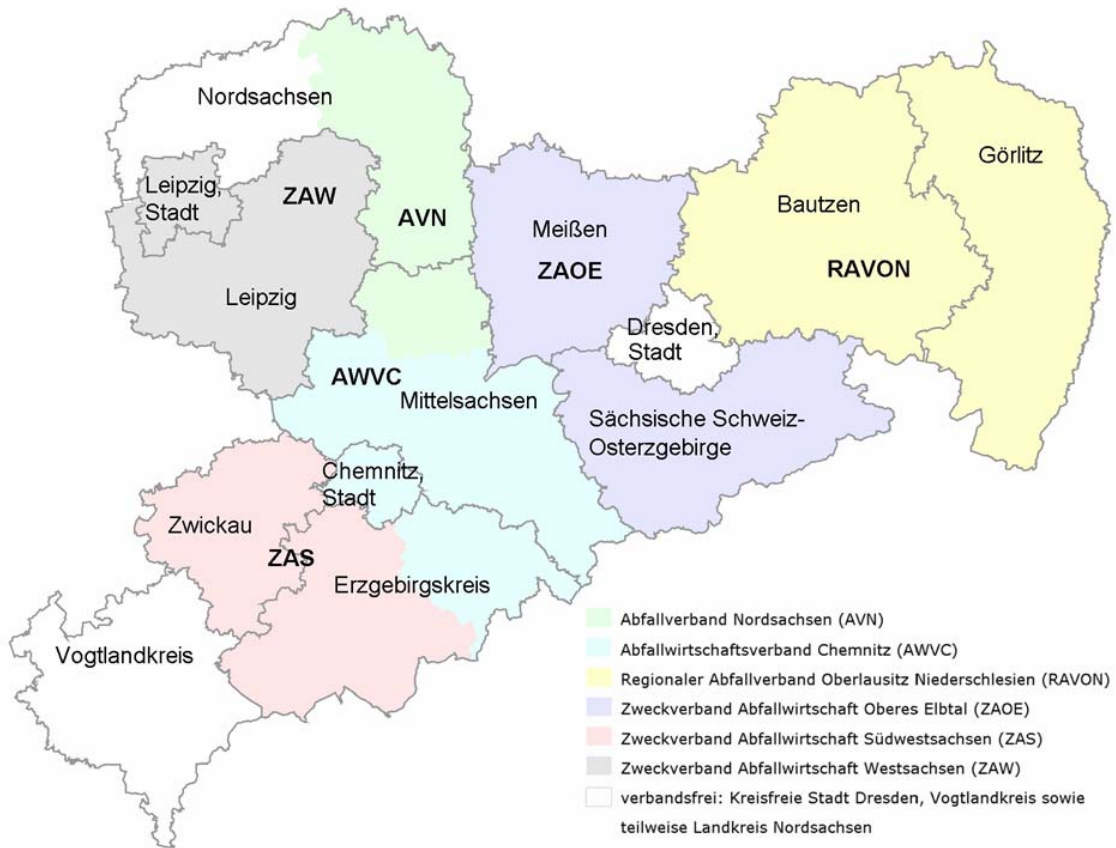 Nordsachsen
Leipzig,
Stadt
ZAW
AVN
Leipzig
Meißen
ZAOE
Bautzen
RAVON
Görlitz
Dresden,
Stadt
AWVC
Mittelsachsen
Sächsische Schweiz-
Osterzgebirge
Chemnitz,
Stadt
Zwickau
ZAS
Erzgebirgskreis
Vogtlandkreis
Abfallverband Nordsachsen (AVN)
Abfallwirtschaftsverband Chemnitz (AWVC)
Regionaler Abfallverband Oberlausitz Niederschlesien (RAVON)
Zweckverband Abfallwirtschaft Oberes Elbtal (ZAOE)
Zweckverband Abfallwirtschaft Südwestsachsen (ZAS)
Zweckverband Abfallwirtschaft Westsachsen (ZAW)
verbandsfrei: Kreisfreie Stadt Dresden, Vogtlandkreis sowie
teilweise Landkreis Nordsachsen